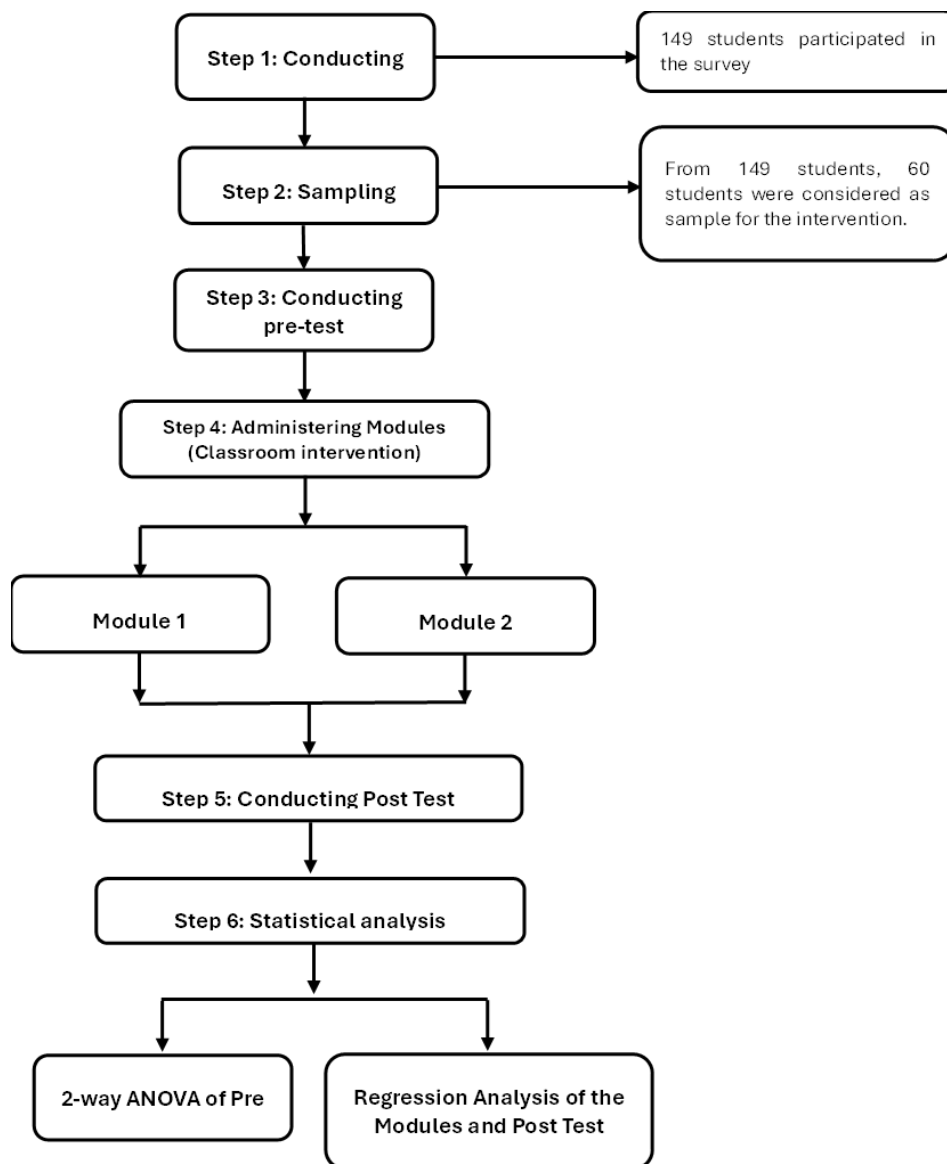 Step 1: Conducting
149 students participated in
the survey
Step 2: Sampling
From 149 students, 60
students were considered as
sample for the intervention.
Step 3: Conducting
pre-test
Step 4: Administering Modules
(Classroom intervention)
Module 1
Module 2
Step 5: Conducting Post Test
Step 6: Statistical analysis
2-way ANOVA of Pre
Regression Analysis of the
Modules and Post Test